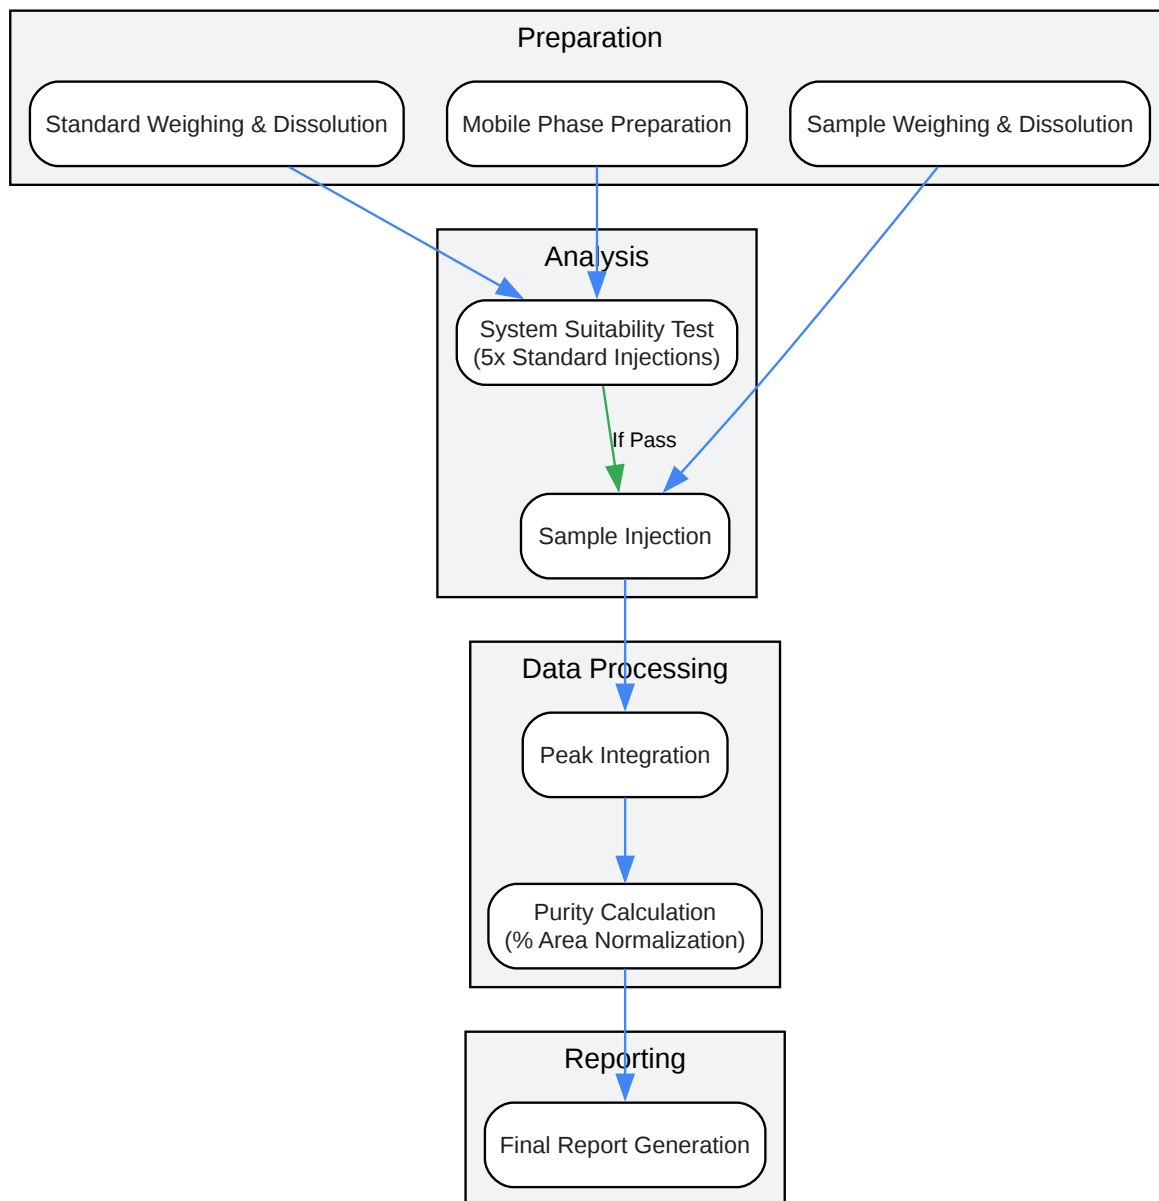 Preparation
Standard Weighing & Dissolution
Mobile Phase Preparation
Sample Weighing & Dissolution
Analysis
System Suitability Test
(5x Standard Injections)
If Pass
Sample Injection
Data Processing
Peak Integration
Purity Calculation
(% Area Normalization)
Reporting
Final Report Generation